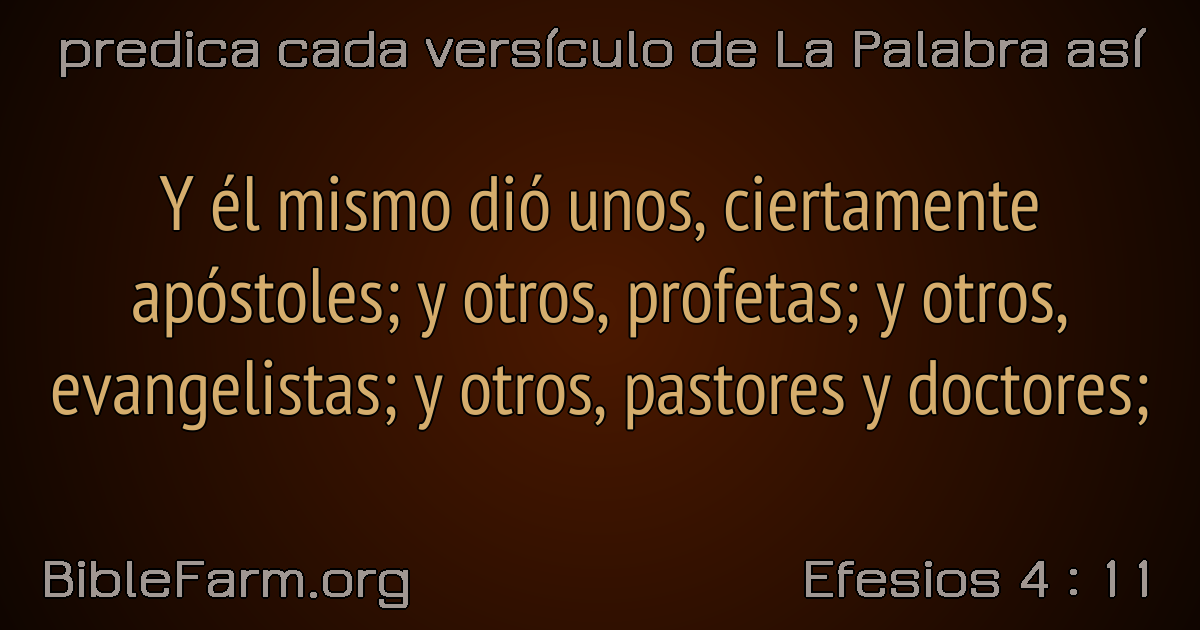 predica cada versículo de La Palabra así
Y él mismo dió unos, ciertamente
apóstoles; y otros, profetas; y otros,
evangelistas; y otros, pastores y doctores;
BibleFarm.org
Efesios 4 : 11